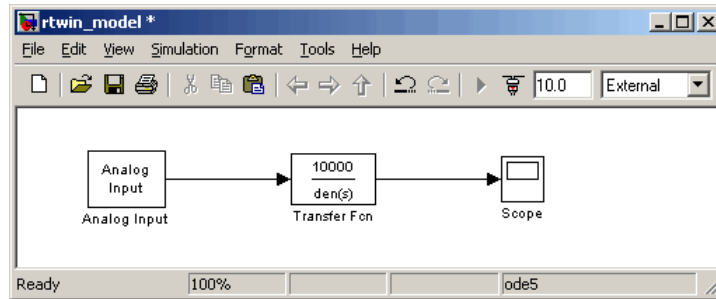 rtwin_model *
File Edit View Simulation Format Tools Help
10.0 External
Analog
Input
Analog Input
10000
den(s)
Transfer Fcn
Scope
Ready 100% ode5